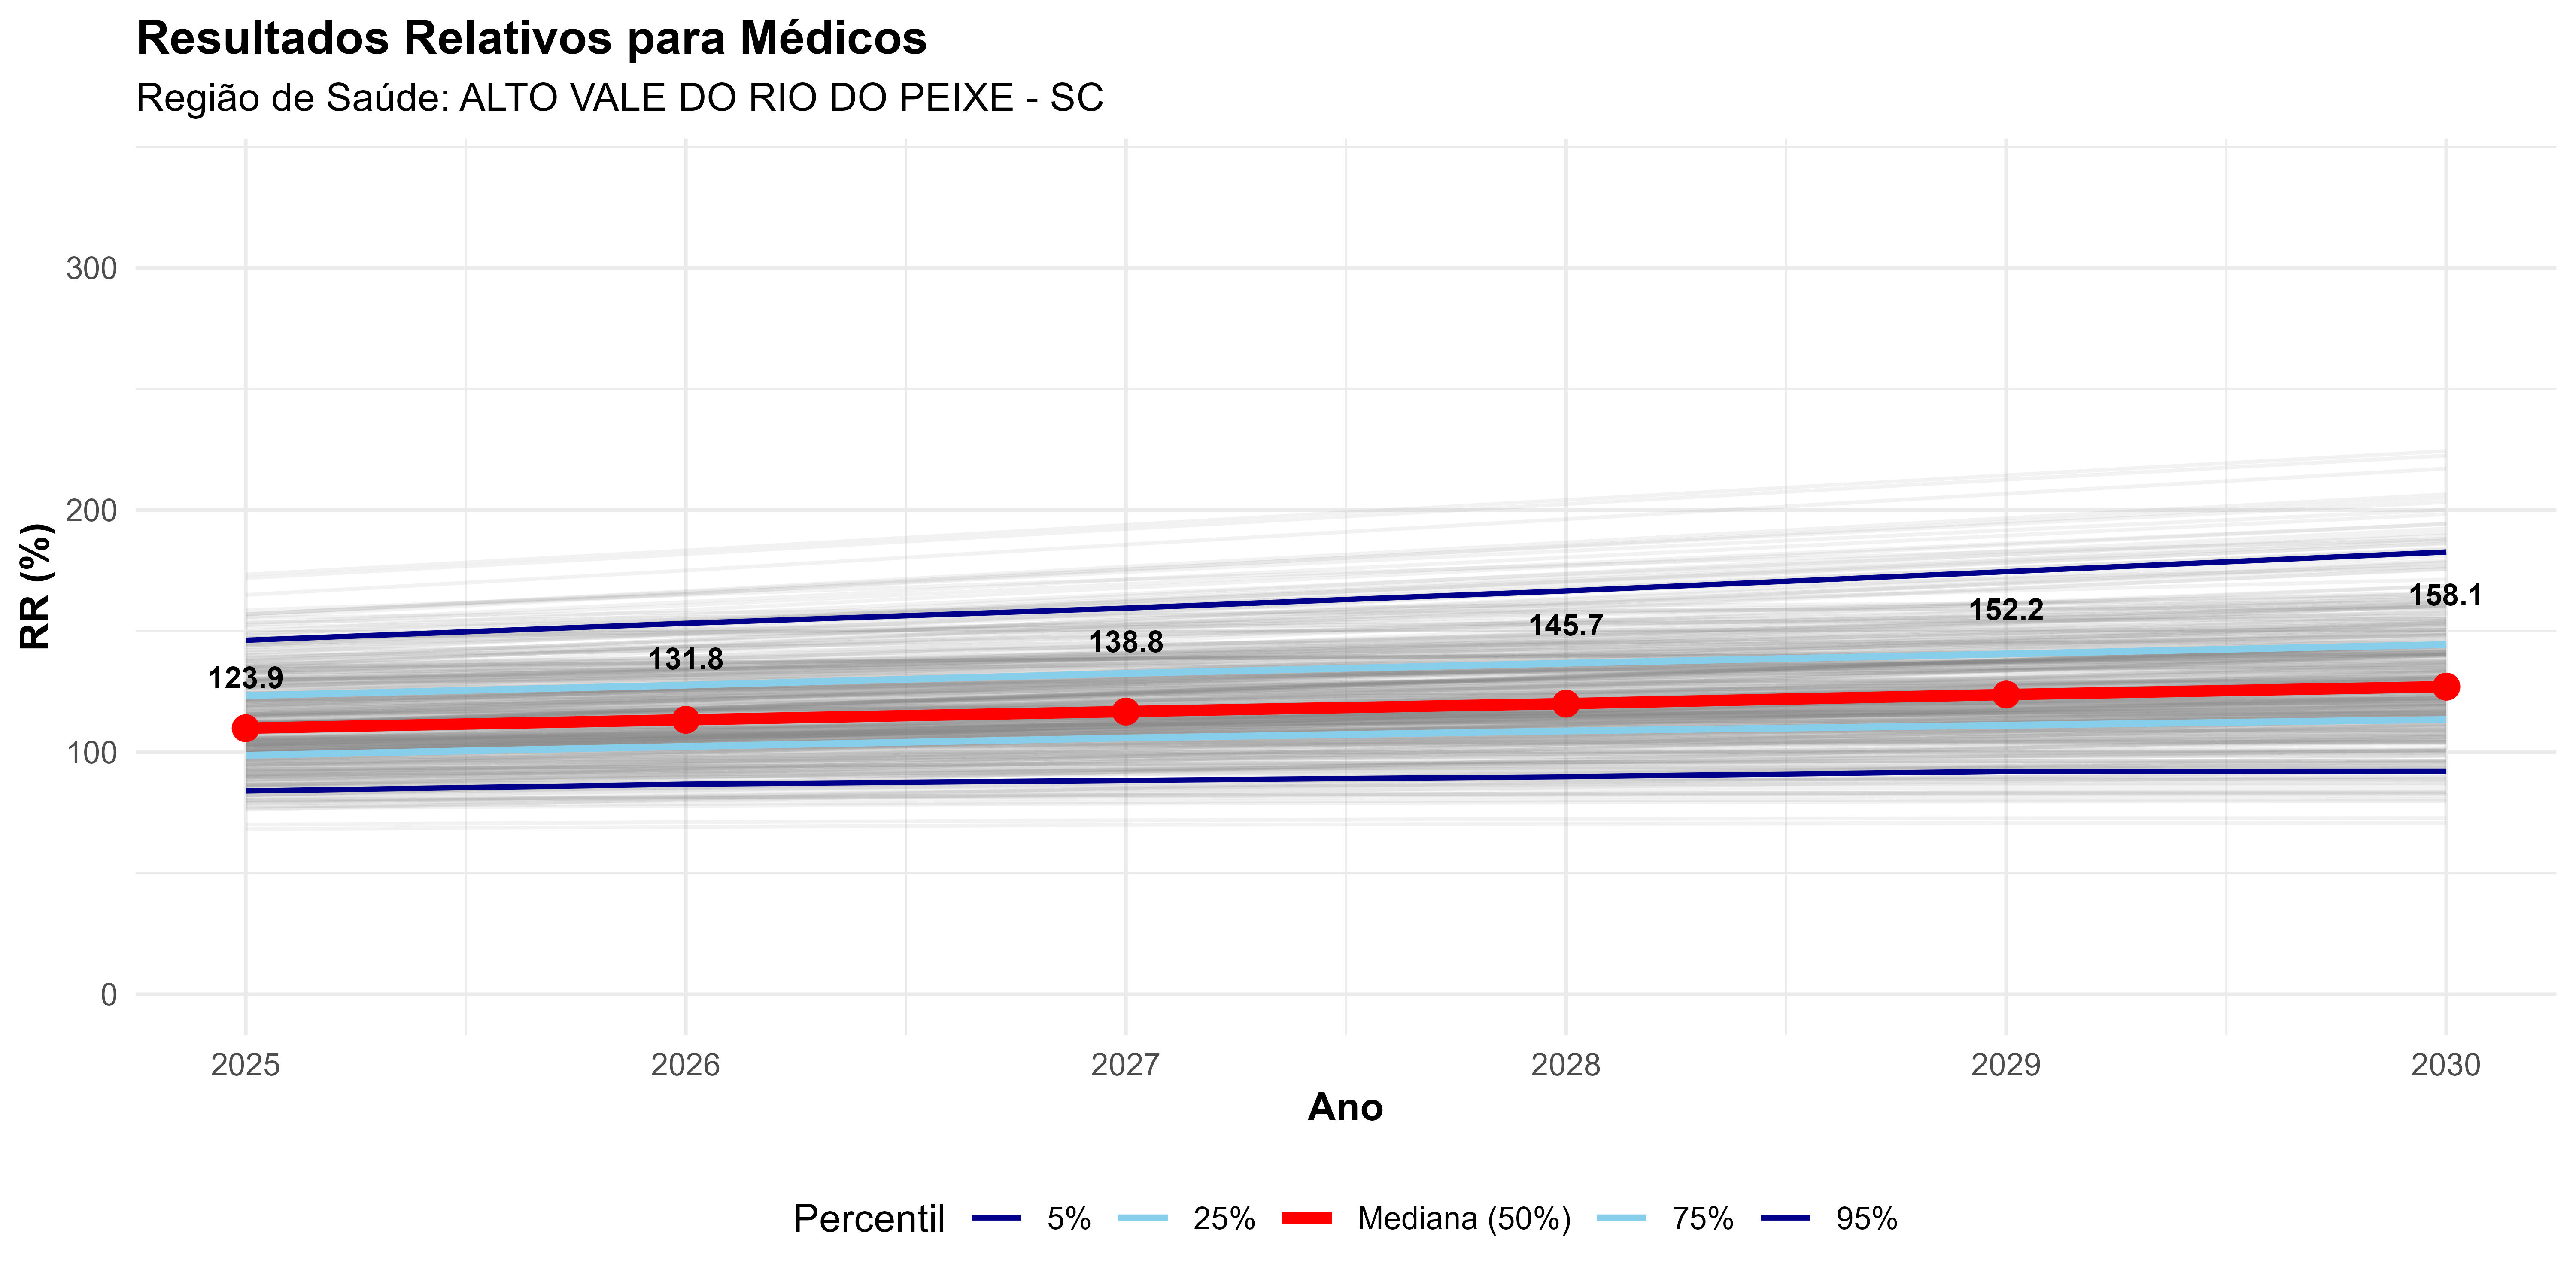 Resultados Relativos para Médicos
Região de Saúde: ALTO VALE DO RIO DO PEIXE - SC
RR (%)
300
200
100
0
123.9
131.8
138.8
145.7
152.2
158.1
2025 2026 2027 2028 2029 2030
Ano
Percentil 5% 25% Mediana (50%) 75% 95%